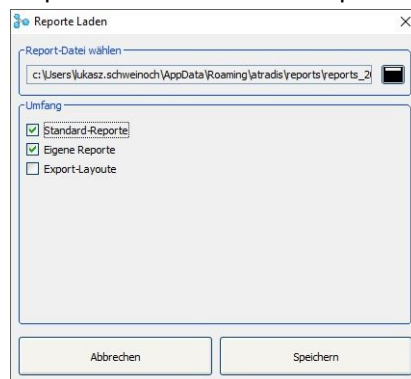 Reporte Laden
Report-Datei wählen
c:\Users\lukasz.schweinoch\AppData\Roaming\atradis\reports\reports_2
Umfang
Standard-Reporte
Eigene Reporte
Export-Layoute
Abbrechen
Speichern